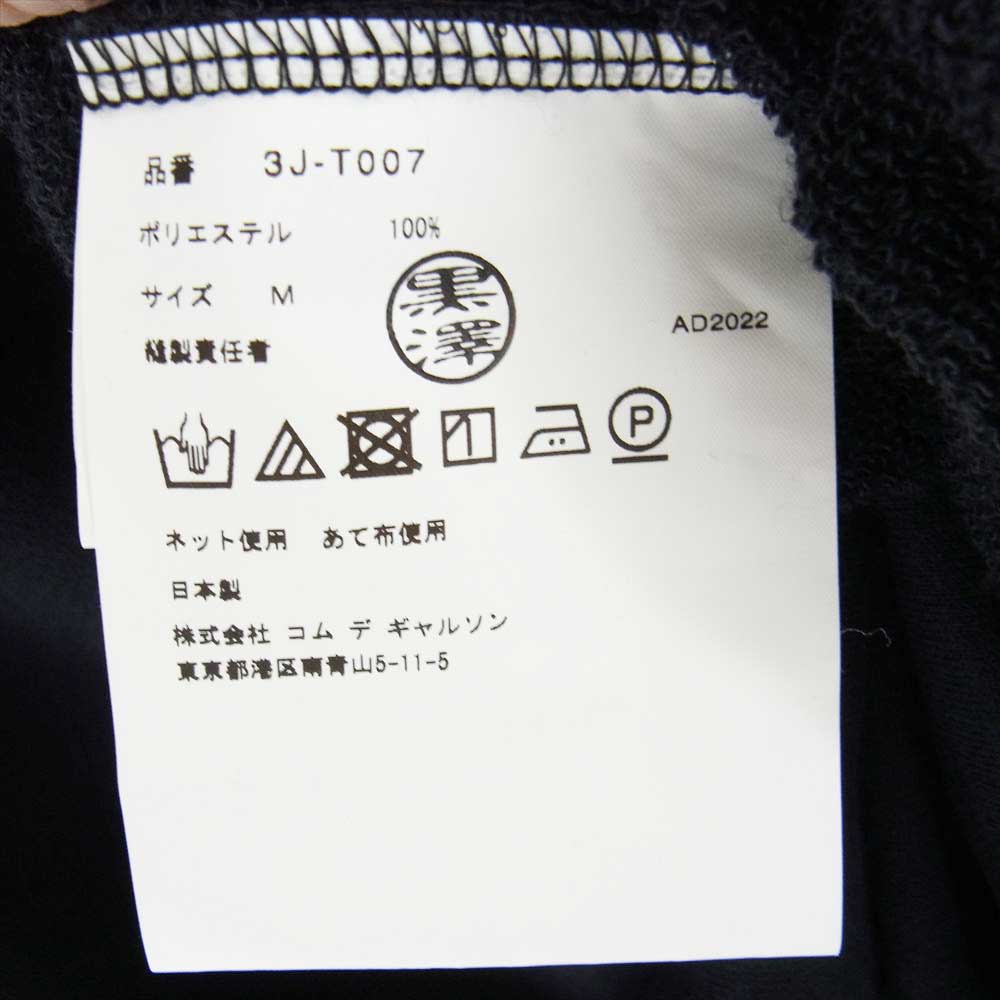 品番 3J-T007
ポリエステル 100%
サイズ M
黒澤
AD2022
縫製責任者
P
ネット使用 あて布使用
日本製
株式会社 コム デ ギャルソン
東京都港区南青山5-11-5